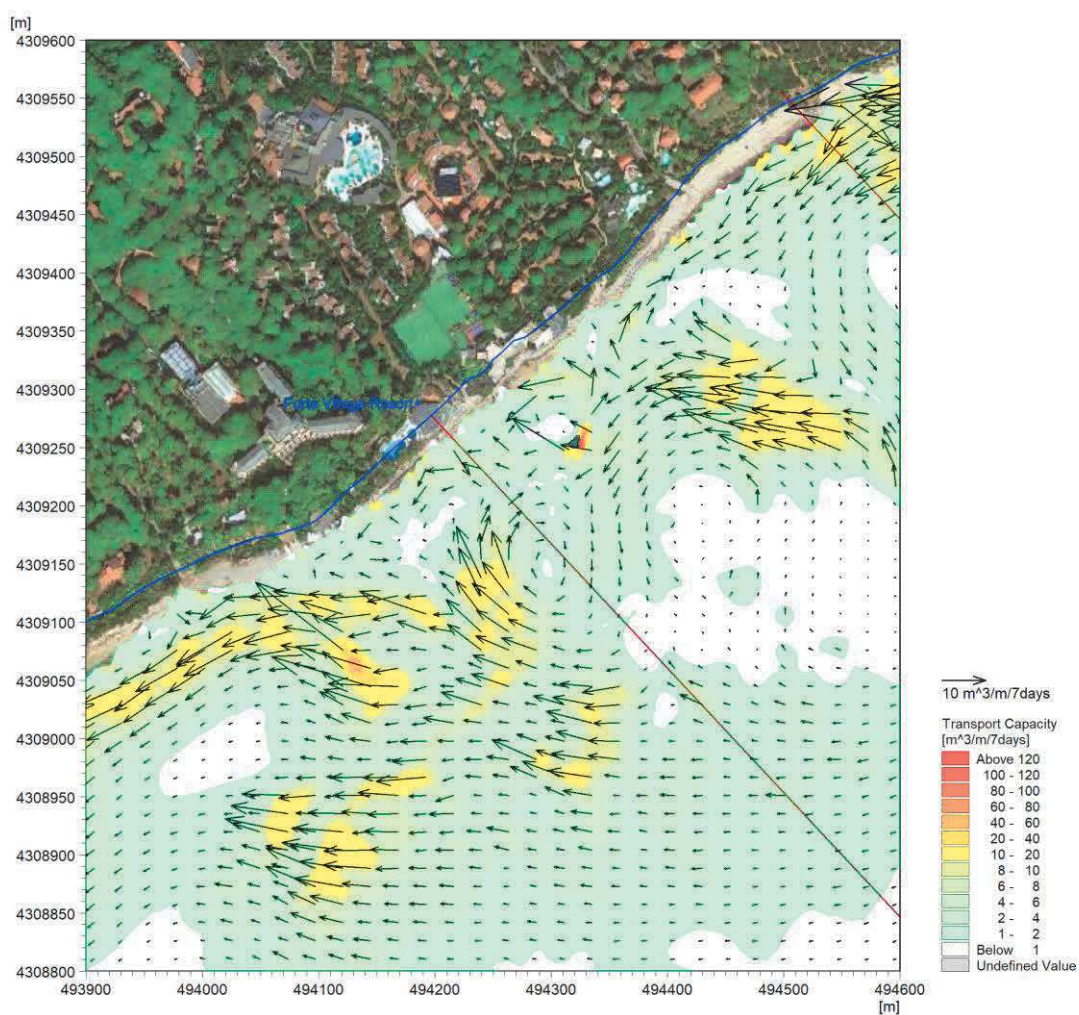 [m]
4309600
4309550
4309500
4309450
4309400
4309350
4309300
4309250
4309200
4309150
4309100
4309050
4309000
4308950
4308900
4308850
4308800
Forte Village Resort
493900 494000 494100 494200 494300 494400 494500 494600
[m]
10 m^3/m/7days
Transport Capacity
[m^3/m/7days]
Above 120
100 - 120
80 - 100
60 - 80
40 - 60
20 - 40
10 - 20
8 - 10
6 - 8
4 - 6
2 - 4
1 - 2
Below 1
Undefined Value